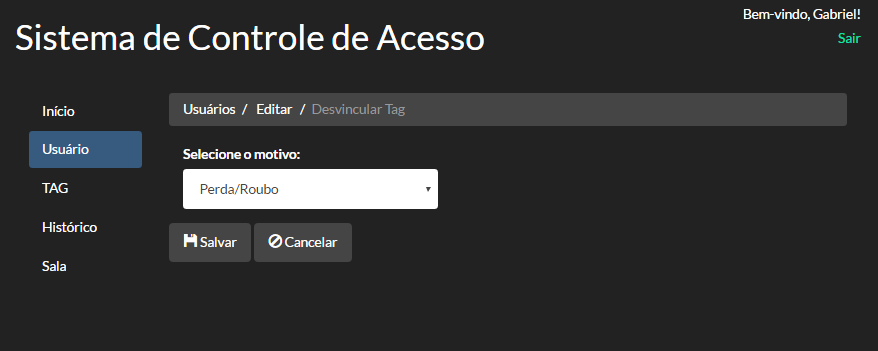 Bem-vindo, Gabriel!
Sistema de Controle de Acesso
Sair
Início
Usuário
TAG
Histórico
Sala
Usuários / Editar / Desvincular Tag
Selecione o motivo:
Perda/Roubo
Salvar Cancelar